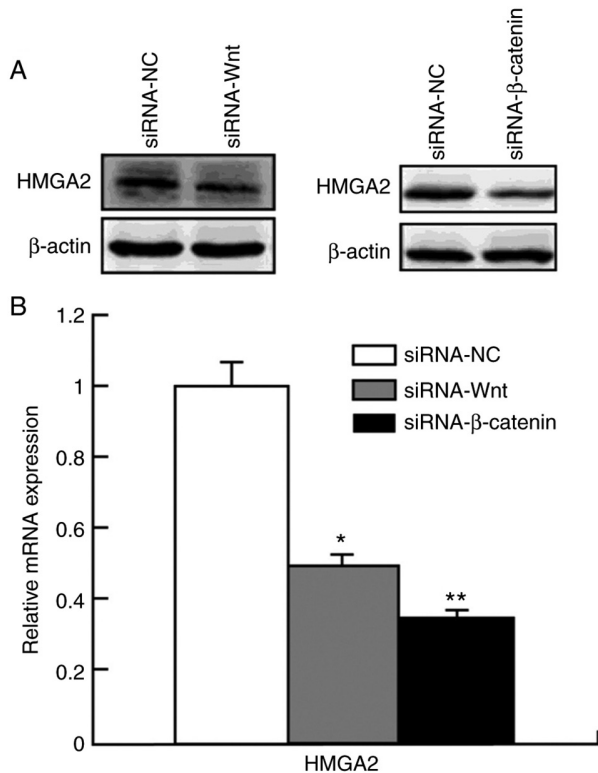 A
siRNA-NC
siRNA-Wnt
HMGA2
β-actin
siRNA-NC
siRNA-β-catenin
HMGA2
β-actin
B
Relative mRNA expression
1.2
1
0.8
0.6
0.4
0.2
0
siRNA-NC
siRNA-Wnt
siRNA-β-catenin
*
**
HMGA2